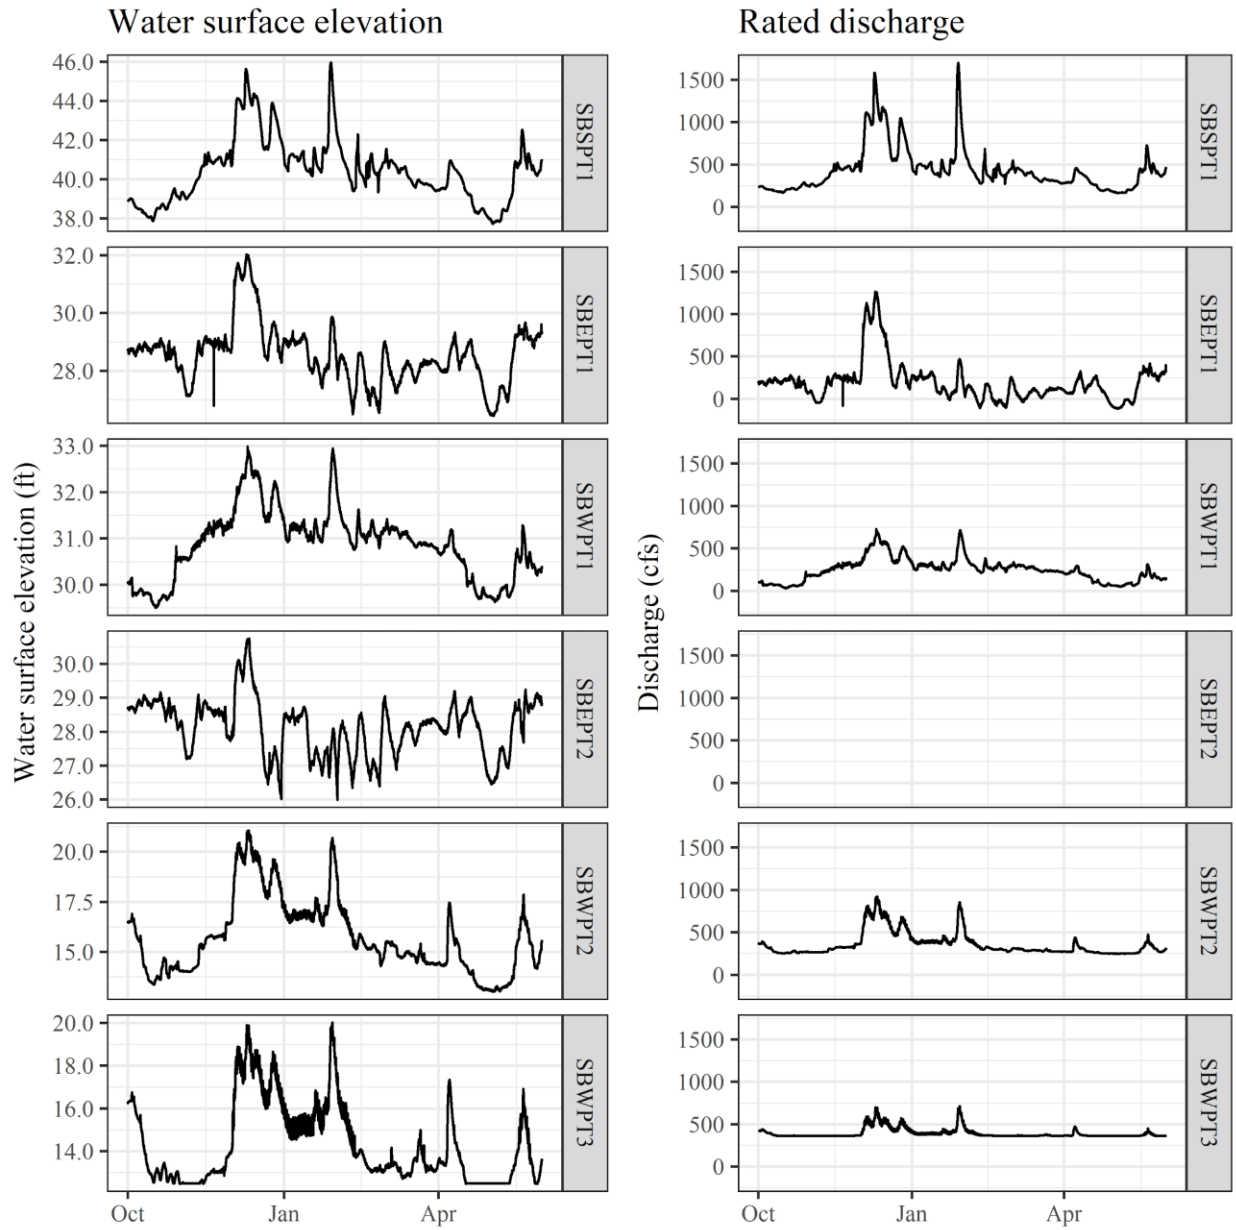 Water surface elevation
Rated discharge
Water surface elevation (ft)
46.0
44.0
42.0
40.0
38.0
SBSPT1
32.0
30.0
28.0
SBEPT1
33.0
32.0
31.0
30.0
SBWPT1
30.0
29.0
28.0
27.0
26.0
SBEPT2
20.0
17.5
15.0
SBWPT2
20.0
18.0
16.0
14.0
SBWPT3
Oct Jan Apr
Discharge (cfs)
1500
1000
500
0
SBSPT1
1500
1000
500
0
SBEPT1
1500
1000
500
0
SBWPT1
1500
1000
500
0
SBEPT2
1500
1000
500
0
SBWPT2
1500
1000
500
0
SBWPT3
Oct Jan Apr